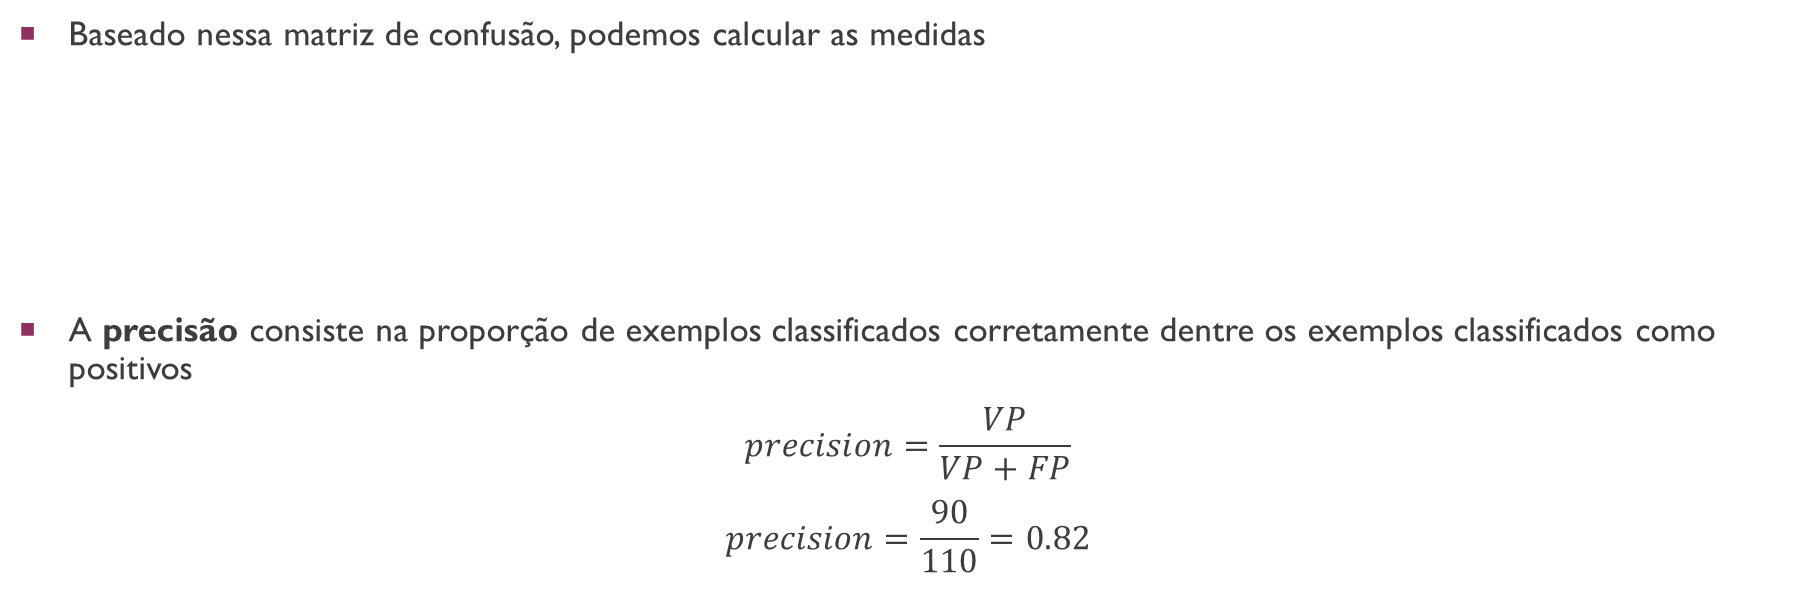 ▪ Baseado nessa matriz de confusão, podemos calcular as medidas
▪ A precisão consiste na proporção de exemplos classificados corretamente dentre os exemplos classificados como
positivos
precision = VP / (VP + FP)
precision = 90 / 110 = 0.82